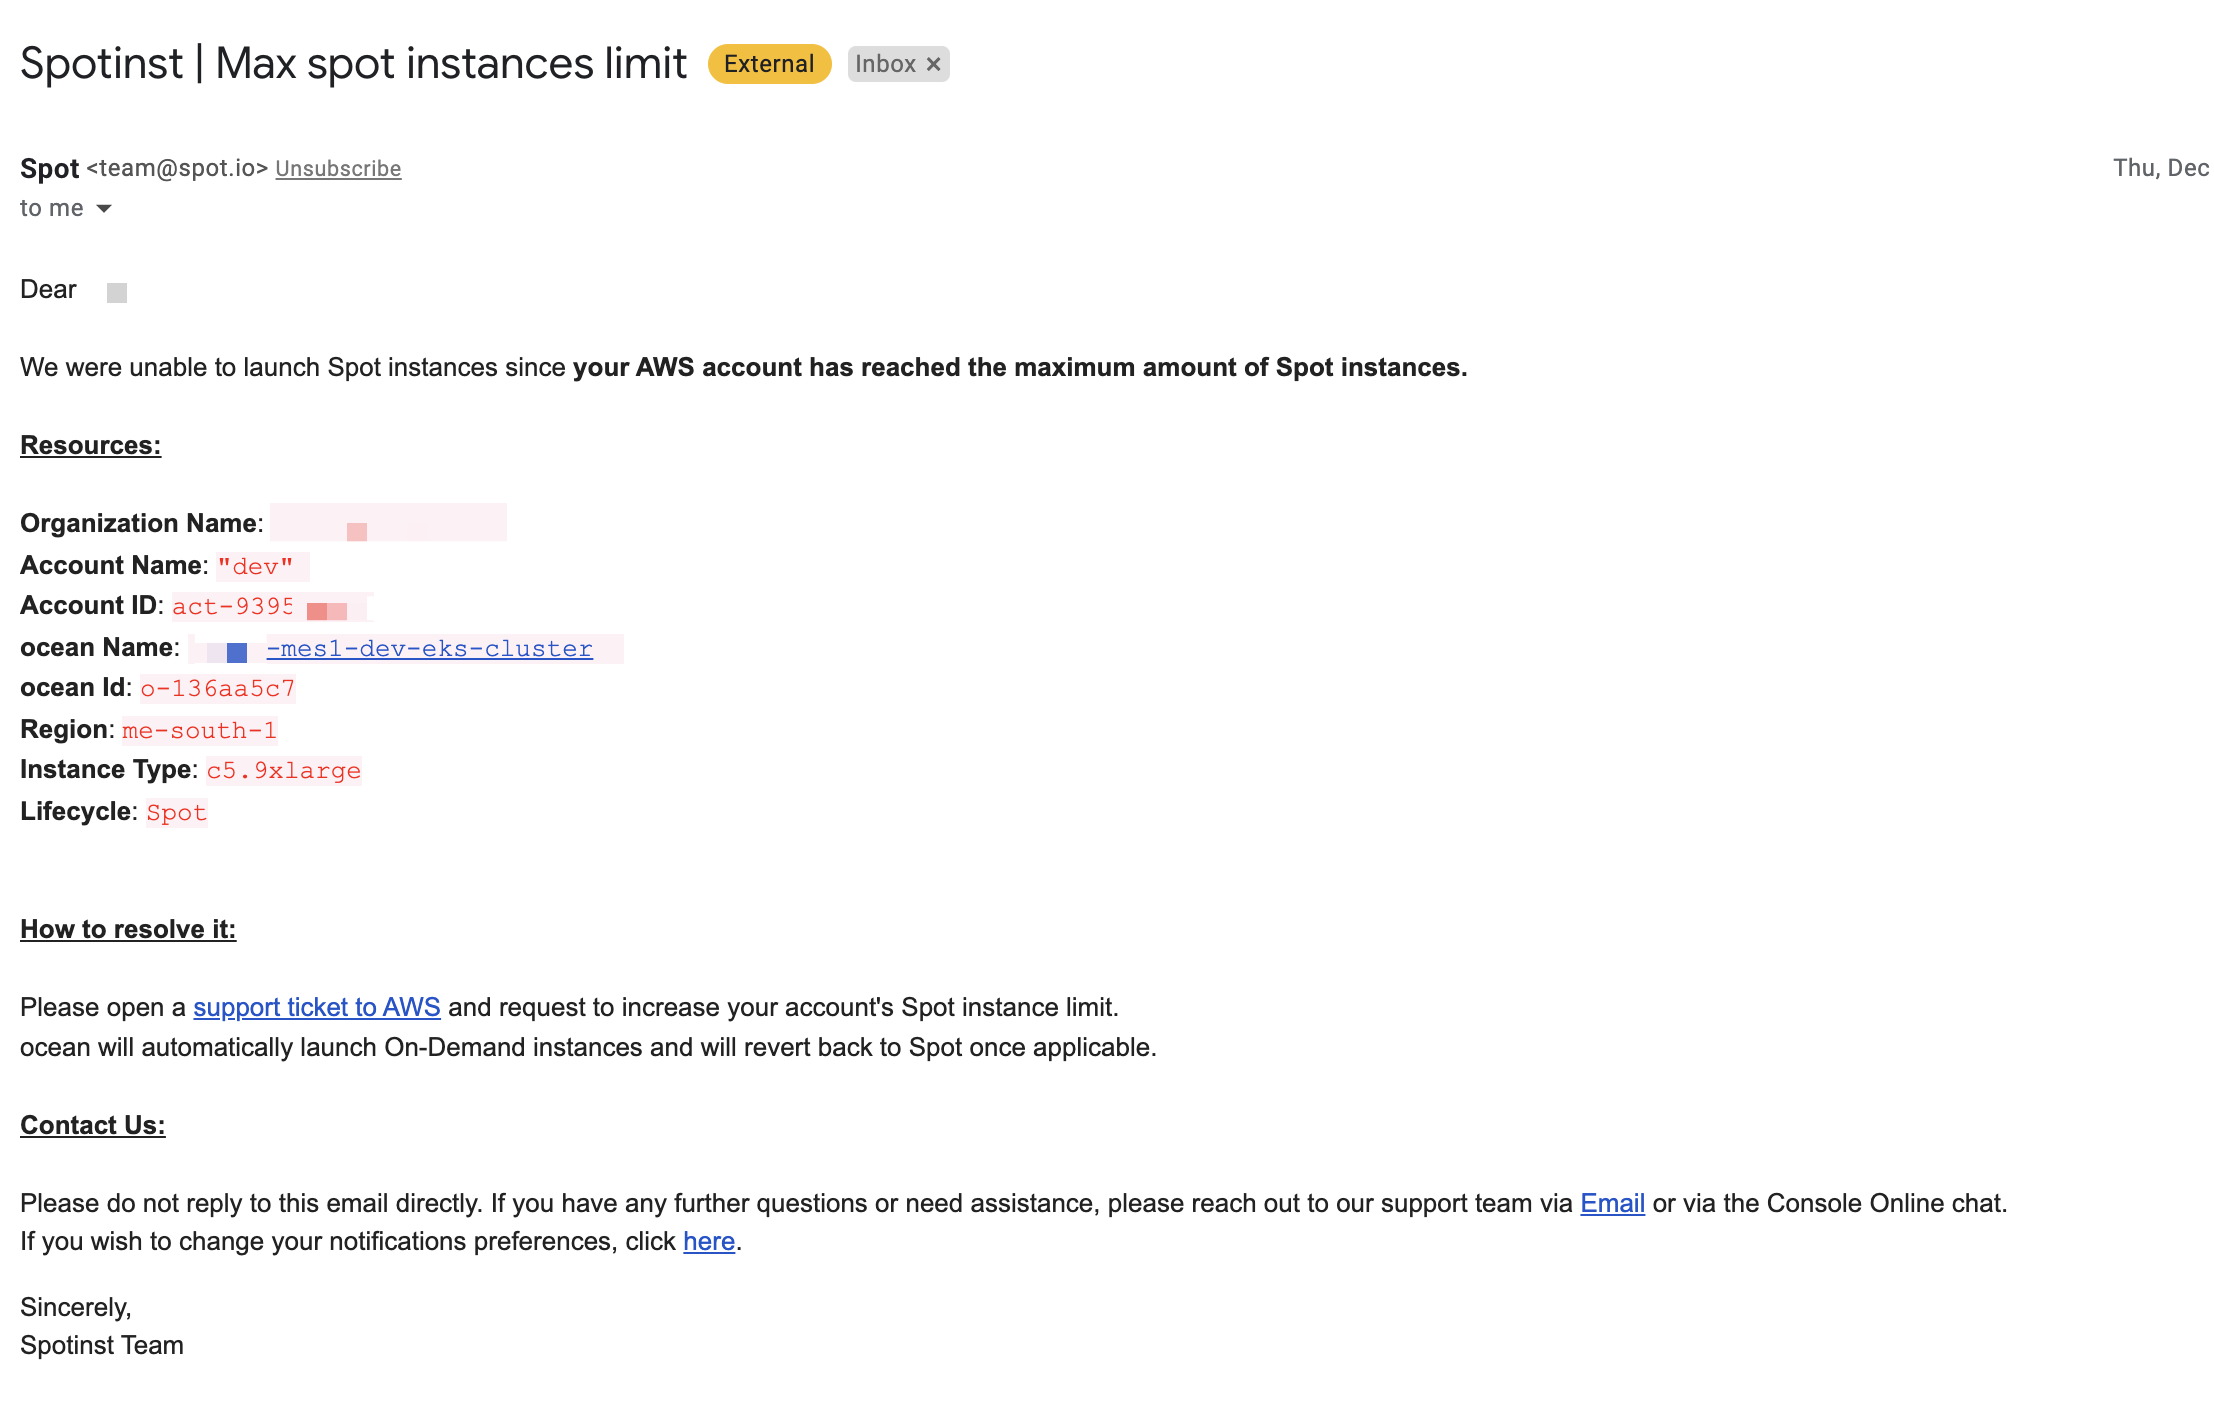 Spotinst | Max spot instances limit External Inbox ×
Spot <team@spot.io> Unsubscribe Thu, Dec
to me
Dear
We were unable to launch Spot instances since your AWS account has reached the maximum amount of Spot instances.
Resources:
Organization Name:
Account Name: "dev"
Account ID: act-9395
ocean Name: -mes1-dev-eks-cluster
ocean Id: o-136aa5c7
Region: me-south-1
Instance Type: c5.9xlarge
Lifecycle: Spot
How to resolve it:
Please open a support ticket to AWS and request to increase your account's Spot instance limit.
ocean will automatically launch On-Demand instances and will revert back to Spot once applicable.
Contact Us:
Please do not reply to this email directly. If you have any further questions or need assistance, please reach out to our support team via Email or via the Console Online chat.
If you wish to change your notifications preferences, click here.
Sincerely,
Spotinst Team